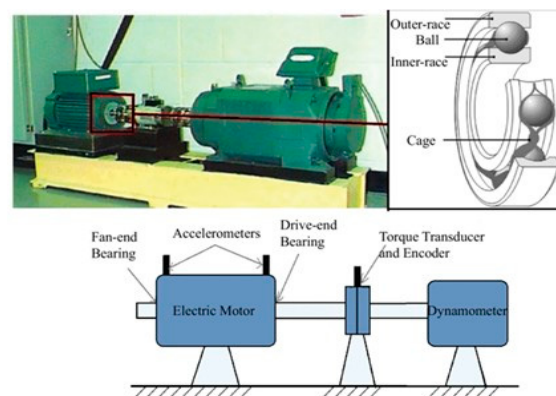 Outer-race
Ball
Inner-race
Cage
Fan-end
Bearing
Accelerometers
Drive-end
Bearing
Torque Transducer
and Encoder
Electric Motor
Dynamometer